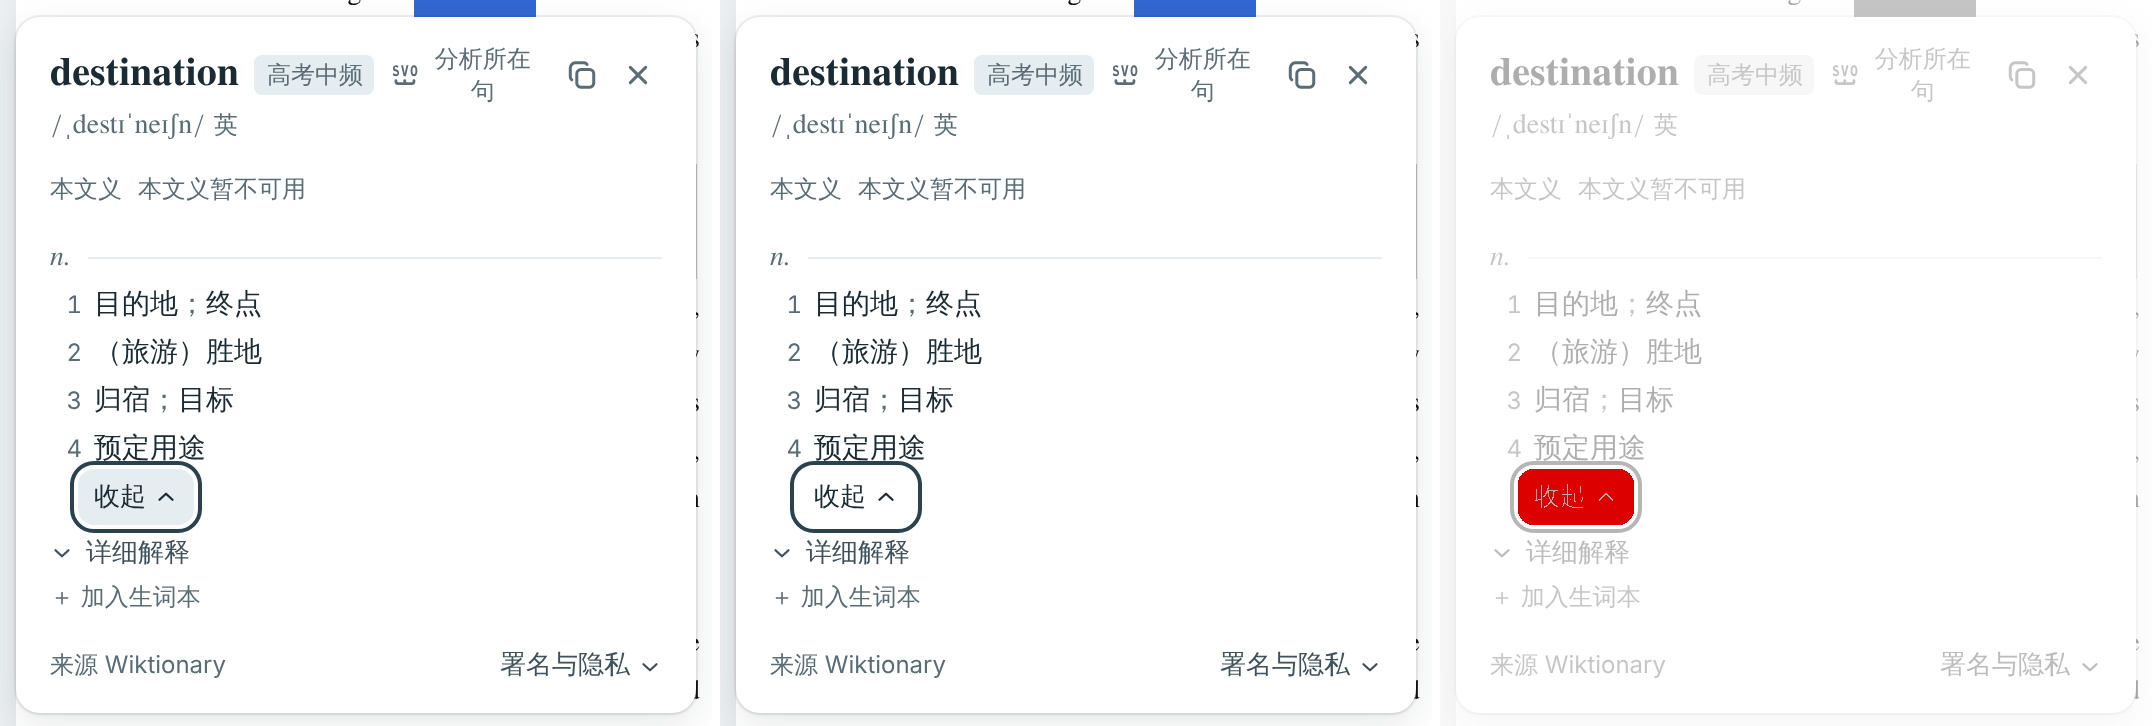 destination 高考中频 SVO 分析所在句
/ˌdestɪˈneɪʃn/ 英
本文义 本文义暂不可用
n.
1 目的地；终点
2 （旅游）胜地
3 归宿；目标
4 预定用途
收起
详细解释
+ 加入生词本
来源 Wiktionary 署名与隐私
destination 高考中频 SVO 分析所在句
/ˌdestɪˈneɪʃn/ 英
本文义 本文义暂不可用
n.
1 目的地；终点
2 （旅游）胜地
3 归宿；目标
4 预定用途
收起
详细解释
+ 加入生词本
来源 Wiktionary 署名与隐私
destination 高考中频 SVO 分析所在句
/ˌdestɪˈneɪʃn/ 英
本文义 本文义暂不可用
n.
1 目的地；终点
2 （旅游）胜地
3 归宿；目标
4 预定用途
收起
详细解释
+ 加入生词本
来源 Wiktionary 署名与隐私